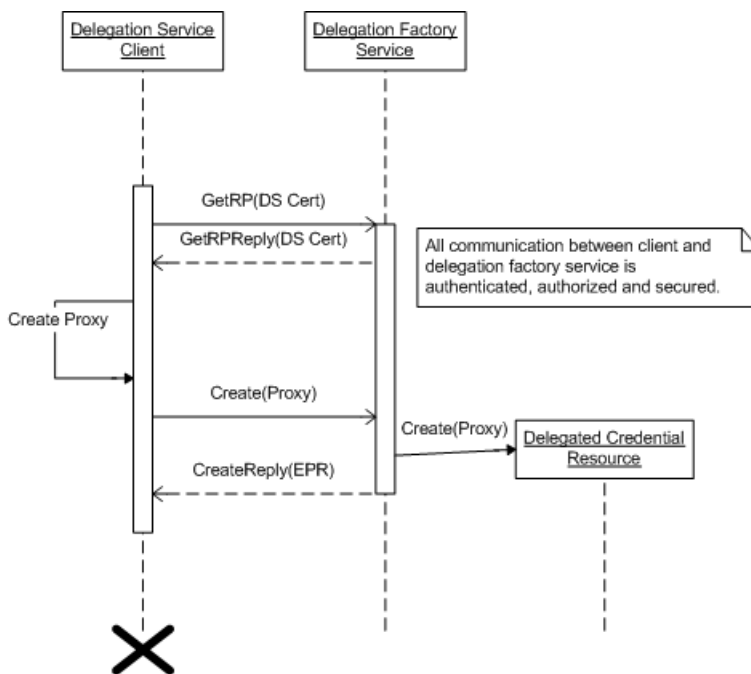 Delegation Service
Client
Delegation Factory
Service
GetRP(DS Cert)
GetRPReply(DS Cert)
All communication between client and
delegation factory service is
authenticated, authorized and secured.
Create Proxy
Create(Proxy)
Create(Proxy)
Delegated Credential
Resource
CreateReply(EPR)